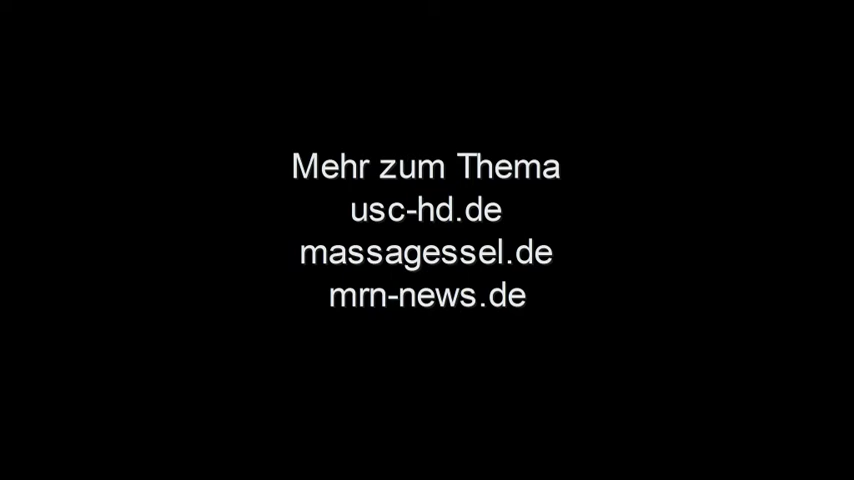 Mehr zum Thema
usc-hd.de
massagessel.de
mrn-news.de